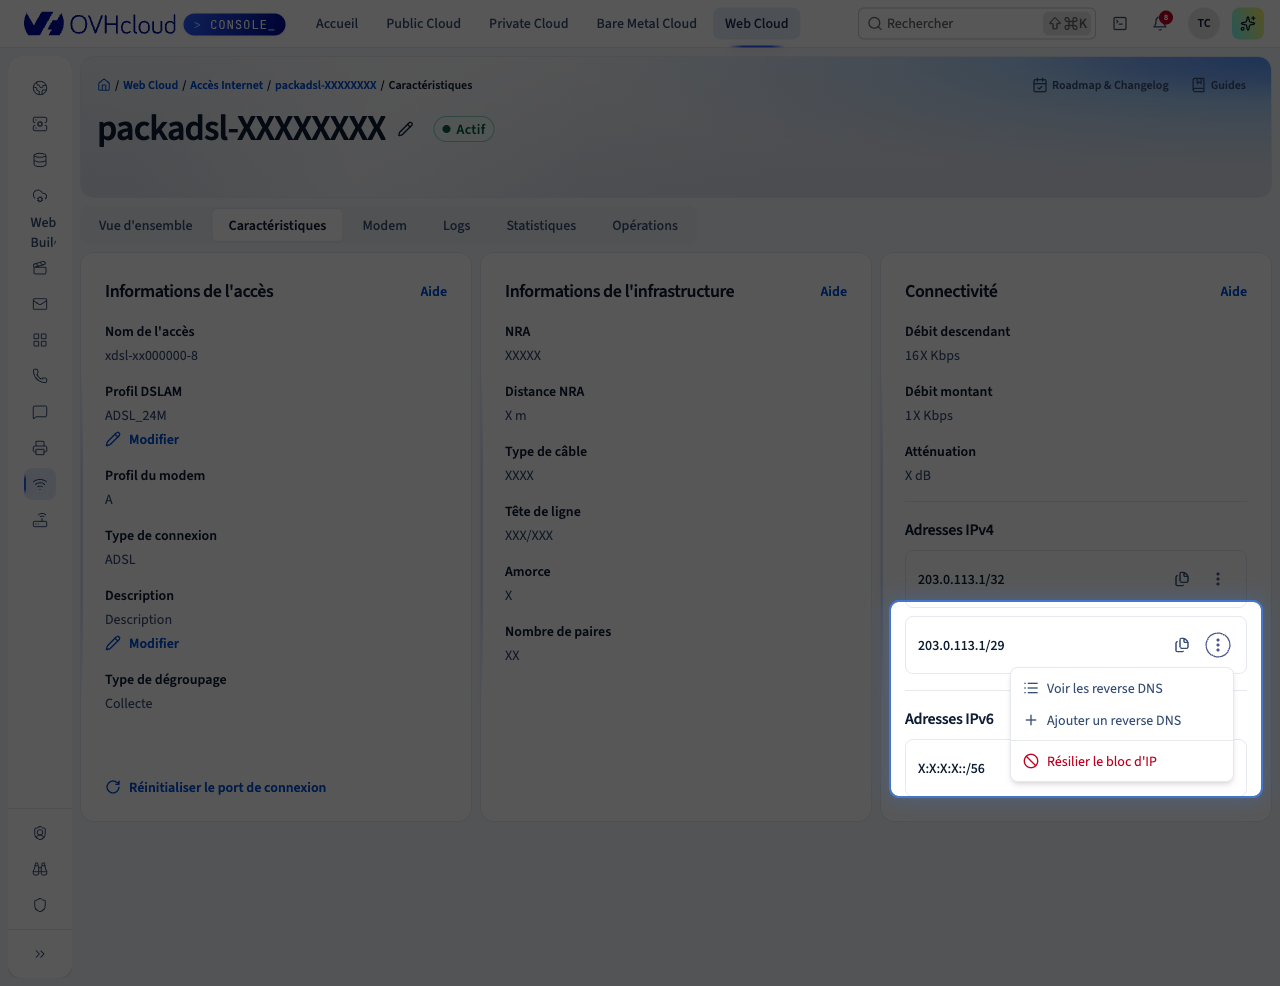 OVHcloud
> CONSOLE_
Accueil
Public Cloud
Private Cloud
Bare Metal Cloud
Web Cloud
Rechercher
⇧⌘K
8
TC
/ Web Cloud / Accès Internet / packadsl-XXXXXXXX / Caractéristiques
Roadmap & Changelog
Guides
packadsl-XXXXXXXX
Actif
Web
Vue d'ensemble
Caractéristiques
Modem
Logs
Statistiques
Opérations
Informations de l'accès
Aide
Nom de l'accès
xdsl-xx000000-8
Profil DSLAM
ADSL_24M
Modifier
Profil du modem
A
Type de connexion
ADSL
Description
Description
Modifier
Type de dégroupage
Collecte
Réinitialiser le port de connexion
Informations de l'infrastructure
Aide
NRA
XXXXX
Distance NRA
X m
Type de câble
XXXX
Tête de ligne
XXX/XXX
Amorce
X
Nombre de paires
XX
Connectivité
Aide
Débit descendant
16X Kbps
Débit montant
1X Kbps
Atténuation
X dB
Adresses IPv4
203.0.113.1/32
203.0.113.1/29
Voir les reverse DNS
Ajouter un reverse DNS
Résilier le bloc d'IP
Adresses IPv6
X:X:X:X::/56